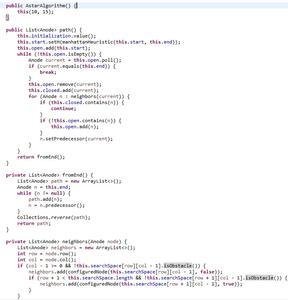 public AstarAlgorithme() {
this(10, 15);
}
public List<Anode> path() {
this.initialization.value();
this.start.setH(manhattanHeuristic(this.start, this.end));
this.open.add(this.start);
while (!this.open.isEmpty()) {
Anode current = this.open.poll();
if (current.equals(this.end)) {
break;
}
this.open.remove(current);
this.closed.add(current);
for (Anode n : neighbors(current)) {
if (this.closed.contains(n)) {
continue;
}
if (!this.open.contains(n)) {
this.open.add(n);
}
n.setPredecessor(current);
}
}
return fromEnd();
}
private List<Anode> fromEnd() {
List<Anode> path = new ArrayList<>();
Anode n = this.end;
while (n != null) {
path.add(n);
n = n.predecessor();
}
Collections.reverse(path);
return path;
}
private List<Anode> neighbors(Anode node) {
List<Anode> neighbors = new ArrayList<>();
int row = node.row();
int col = node.col();
if (col - 1 >= 0 && !this.searchSpace[row][col - 1].isObstacle()) {
neighbors.add(configuredNode(this.searchSpace[row][col - 1], false));
if (row + 1 < this.searchSpace.length && !this.searchSpace[row + 1][col - 1].isObstacle()) {
neighbors.add(configuredNode(this.searchSpace[row + 1][col - 1], true));
}